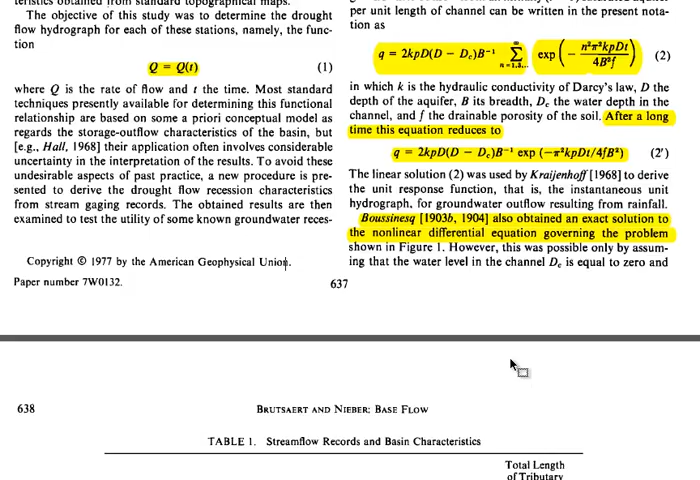 teristics obtained from standard topographical maps.
The objective of this study was to determine the drought
flow hydrograph for each of these stations, namely, the func-
tion
Q = Q(t) (1)
where Q is the rate of flow and t the time. Most standard
techniques presently available for determining this functional
relationship are based on some a priori conceptual model as
regards the storage-outflow characteristics of the basin, but
[e.g., Hall, 1968] their application often involves considerable
uncertainty in the interpretation of the results. To avoid these
undesirable aspects of past practice, a new procedure is pre-
sented to derive the drought flow recession characteristics
from stream gaging records. The obtained results are then
examined to test the utility of some known groundwater reces-
Copyright © 1977 by the American Geophysical Union.
Paper number 7W0132.
637
per unit length of channel can be written in the present nota-
tion as
q = 2kpD(D − D_c)B⁻¹ ∑_{n=1,3...}^{∞} exp (− n²π²kpDt / 4B²f) (2)
in which k is the hydraulic conductivity of Darcy's law, D the
depth of the aquifer, B its breadth, D_c the water depth in the
channel, and f the drainable porosity of the soil. After a long
time this equation reduces to
q = 2kpD(D − D_c)B⁻¹ exp (−π²kpDt/4fB²) (2')
The linear solution (2) was used by Kraijenhoff [1968] to derive
the unit response function, that is, the instantaneous unit
hydrograph, for groundwater outflow resulting from rainfall.
Boussinesq [1903b, 1904] also obtained an exact solution to
the nonlinear differential equation governing the problem
shown in Figure 1. However, this was possible only by assum-
ing that the water level in the channel D_c is equal to zero and
638
BRUTSAERT AND NIEBER: BASE FLOW
TABLE 1. Streamflow Records and Basin Characteristics
Total Length
of Tributary